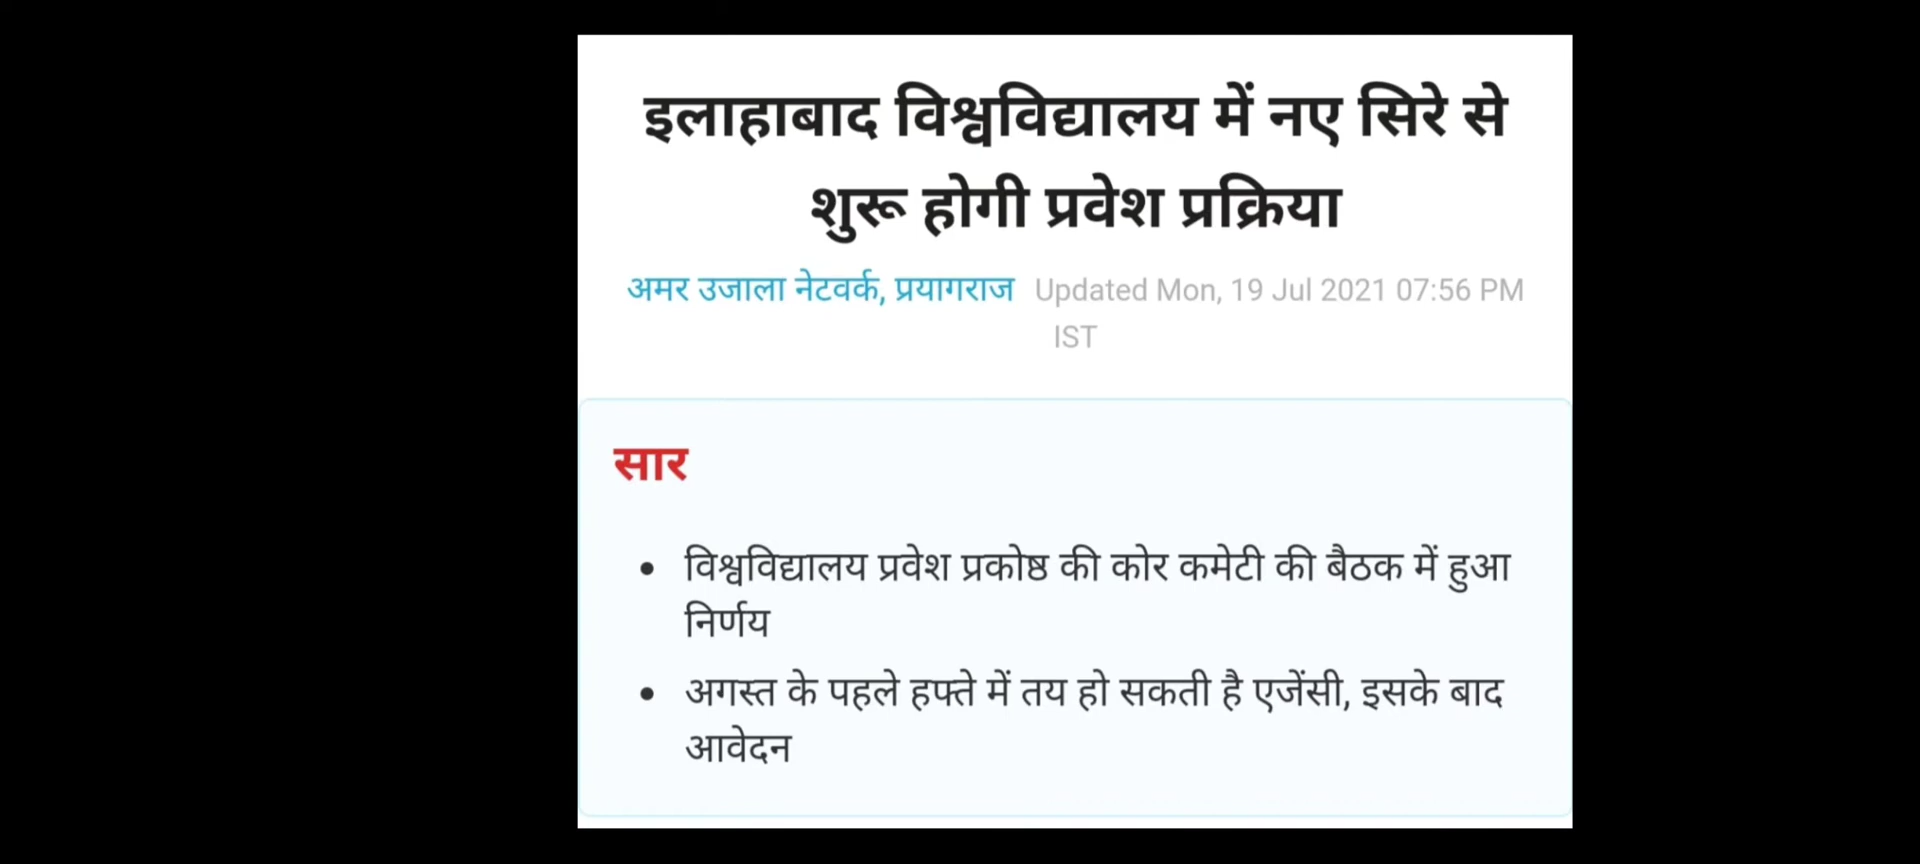 इलाहाबाद विश्वविद्यालय में नए सिरे से
शुरू होगी प्रवेश प्रक्रिया
अमर उजाला नेटवर्क, प्रयागराज Updated Mon, 19 Jul 2021 07:56 PM
IST
सार
• विश्वविद्यालय प्रवेश प्रकोष्ठ की कोर कमेटी की बैठक में हुआ
निर्णय
• अगस्त के पहले हफ्ते में तय हो सकती है एजेंसी, इसके बाद
आवेदन